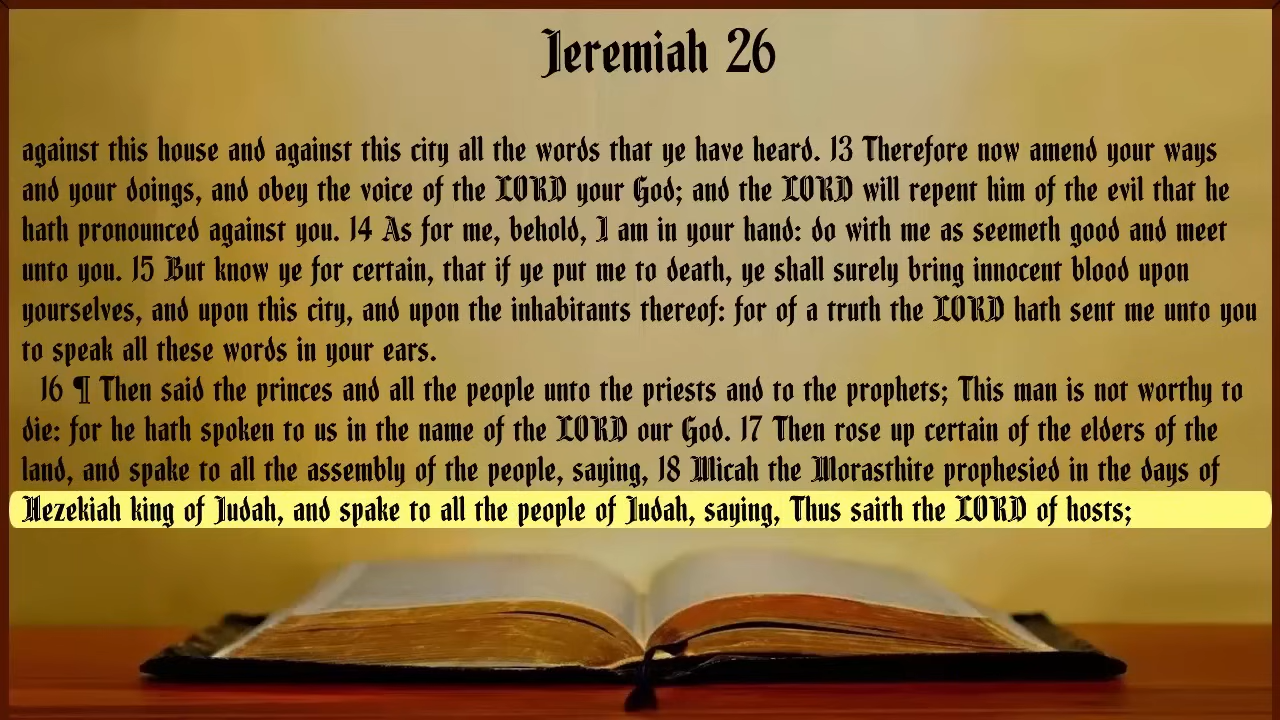 Jeremiah 26
against this house and against this city all the words that ye have heard. 13 Therefore now amend your ways
and your doings, and obey the voice of the LORD your God; and the LORD will repent him of the evil that he
hath pronounced against you. 14 As for me, behold, I am in your hand: do with me as seemeth good and meet
unto you. 15 But know ye for certain, that if ye put me to death, ye shall surely bring innocent blood upon
yourselves, and upon this city, and upon the inhabitants thereof: for of a truth the LORD hath sent me unto you
to speak all these words in your ears.
16 ¶ Then said the princes and all the people unto the priests and to the prophets; This man is not worthy to
die: for he hath spoken to us in the name of the LORD our God. 17 Then rose up certain of the elders of the
land, and spake to all the assembly of the people, saying, 18 Micah the Morasthite prophesied in the days of
Hezekiah king of Judah, and spake to all the people of Judah, saying, Thus saith the LORD of hosts;